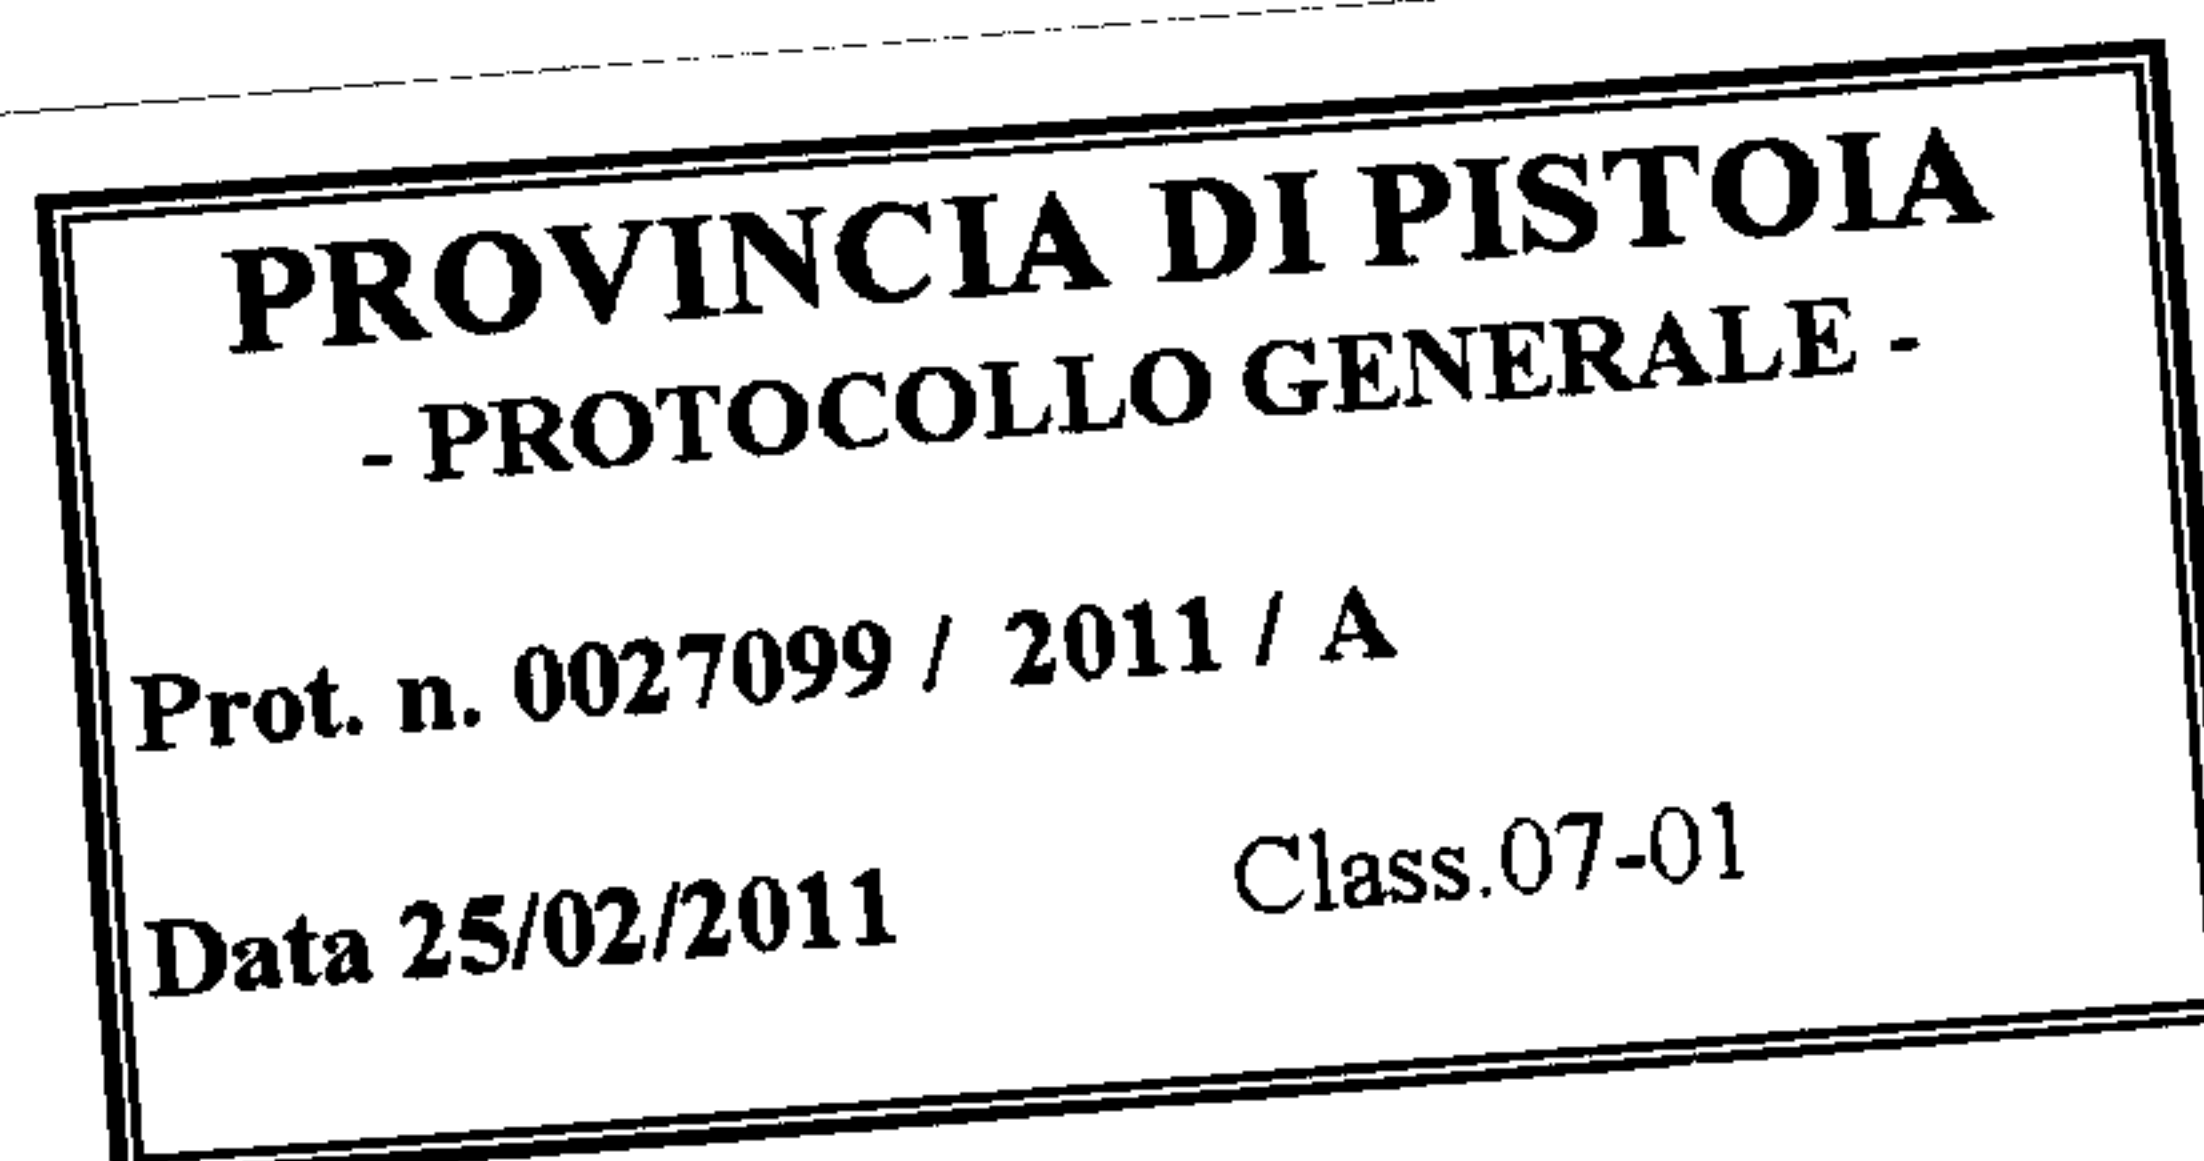 PROVINCIA DI PISTOIA
- PROTOCOLLO GENERALE -
Prot. n. 0027099 / 2011 / A
Data 25/02/2011 Class.07-01